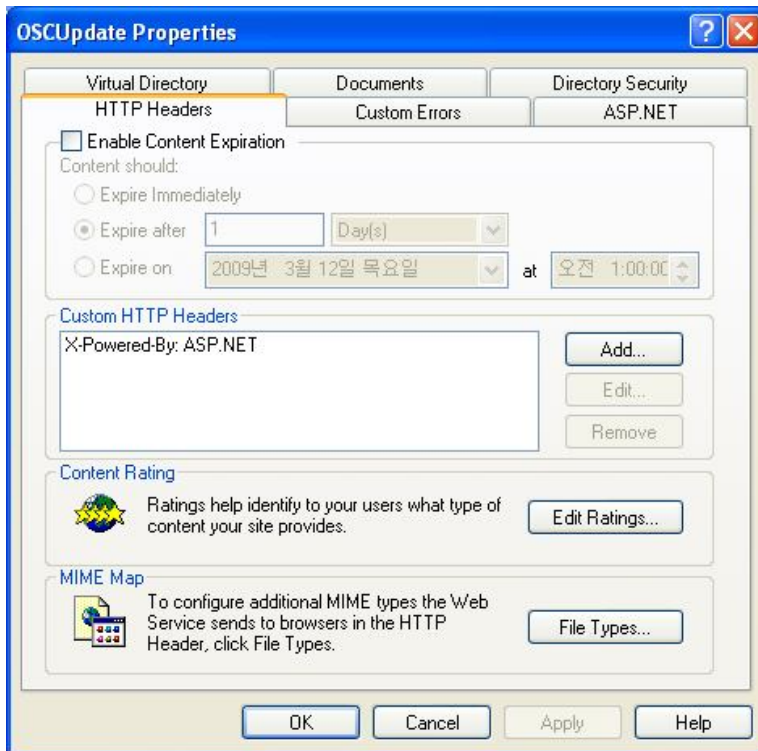 OSCUpdate Properties
Virtual Directory
Documents
Directory Security
HTTP Headers
Custom Errors
ASP.NET
Enable Content Expiration
Content should:
Expire Immediately
Expire after
1
Day(s)
Expire on
2009년 3월 12일 목요일
at
오전 1:00:00
Custom HTTP Headers
X-Powered-By: ASP.NET
Add...
Edit...
Remove
Content Rating
Ratings help identify to your users what type of
content your site provides.
Edit Ratings...
MIME Map
To configure additional MIME types the Web
Service sends to browsers in the HTTP
Header, click File Types.
File Types...
OK
Cancel
Apply
Help